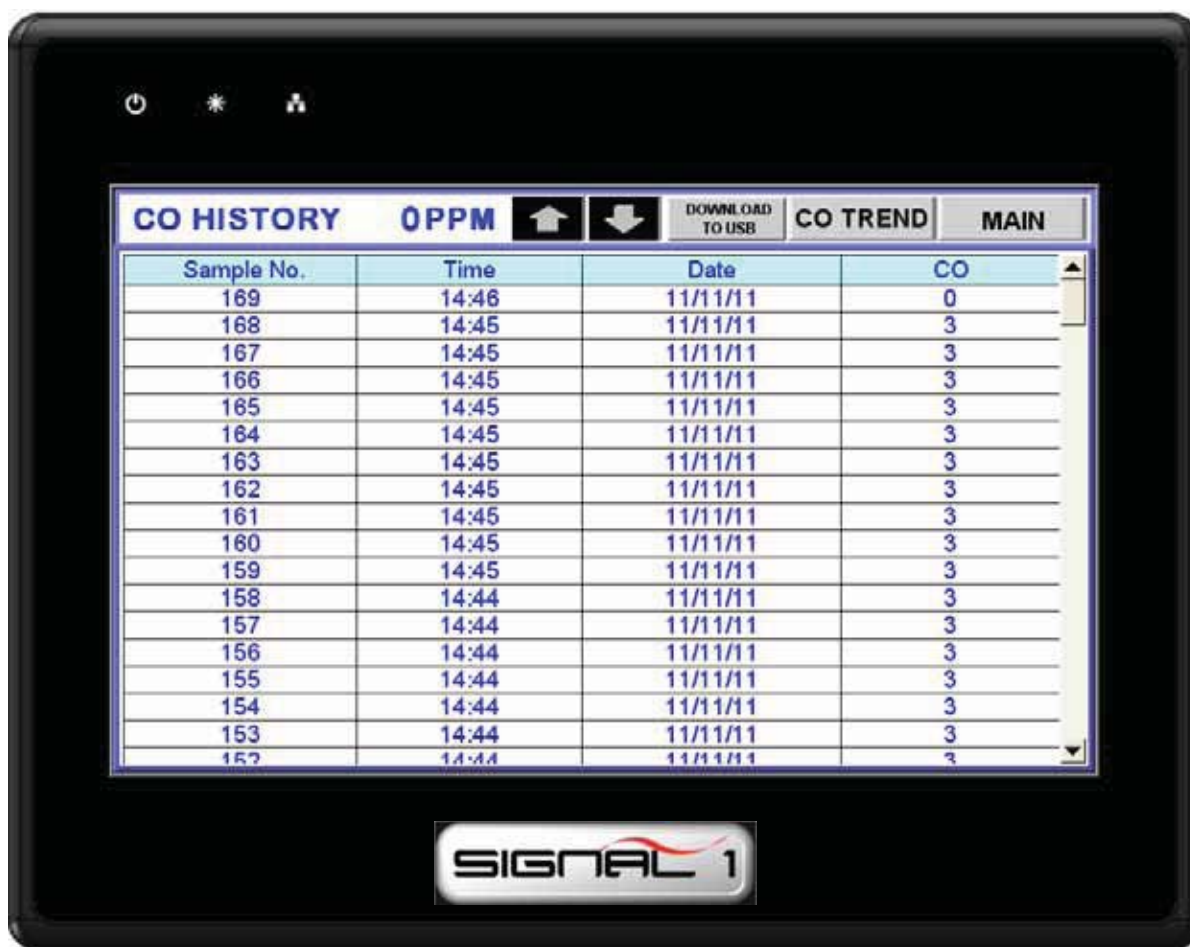 CO HISTORY 0PPM DOWNLOAD TO USB CO TREND MAIN
Sample No. Time Date CO
169 14:46 11/11/11 0
168 14:45 11/11/11 3
167 14:45 11/11/11 3
166 14:45 11/11/11 3
165 14:45 11/11/11 3
164 14:45 11/11/11 3
163 14:45 11/11/11 3
162 14:45 11/11/11 3
161 14:45 11/11/11 3
160 14:45 11/11/11 3
159 14:45 11/11/11 3
158 14:44 11/11/11 3
157 14:44 11/11/11 3
156 14:44 11/11/11 3
155 14:44 11/11/11 3
154 14:44 11/11/11 3
153 14:44 11/11/11 3
152 14:44 11/11/11 3
SIGNAL 1